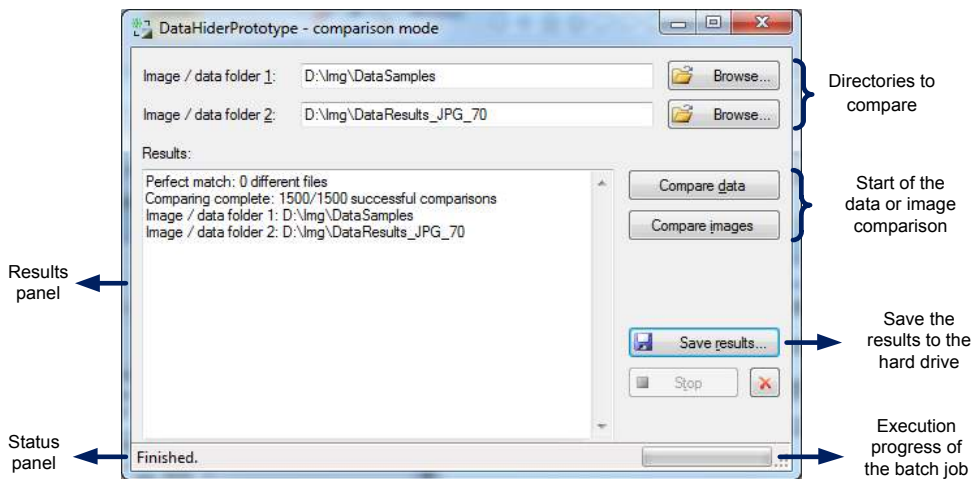 DataHiderPrototype - comparison mode
Image / data folder 1: D:\Img\DataSamples Browse...
Image / data folder 2: D:\Img\DataResults_JPG_70 Browse...
Directories to
compare
Results:
Perfect match: 0 different files
Comparing complete: 1500/1500 successful comparisons
Image / data folder 1: D:\Img\DataSamples
Image / data folder 2: D:\Img\DataResults_JPG_70
Compare data
Compare images
Start of the
data or image
comparison
Results
panel
Save results...
Save the
results to the
hard drive
Stop
Status
panel
Finished.
Execution
progress of
the batch job